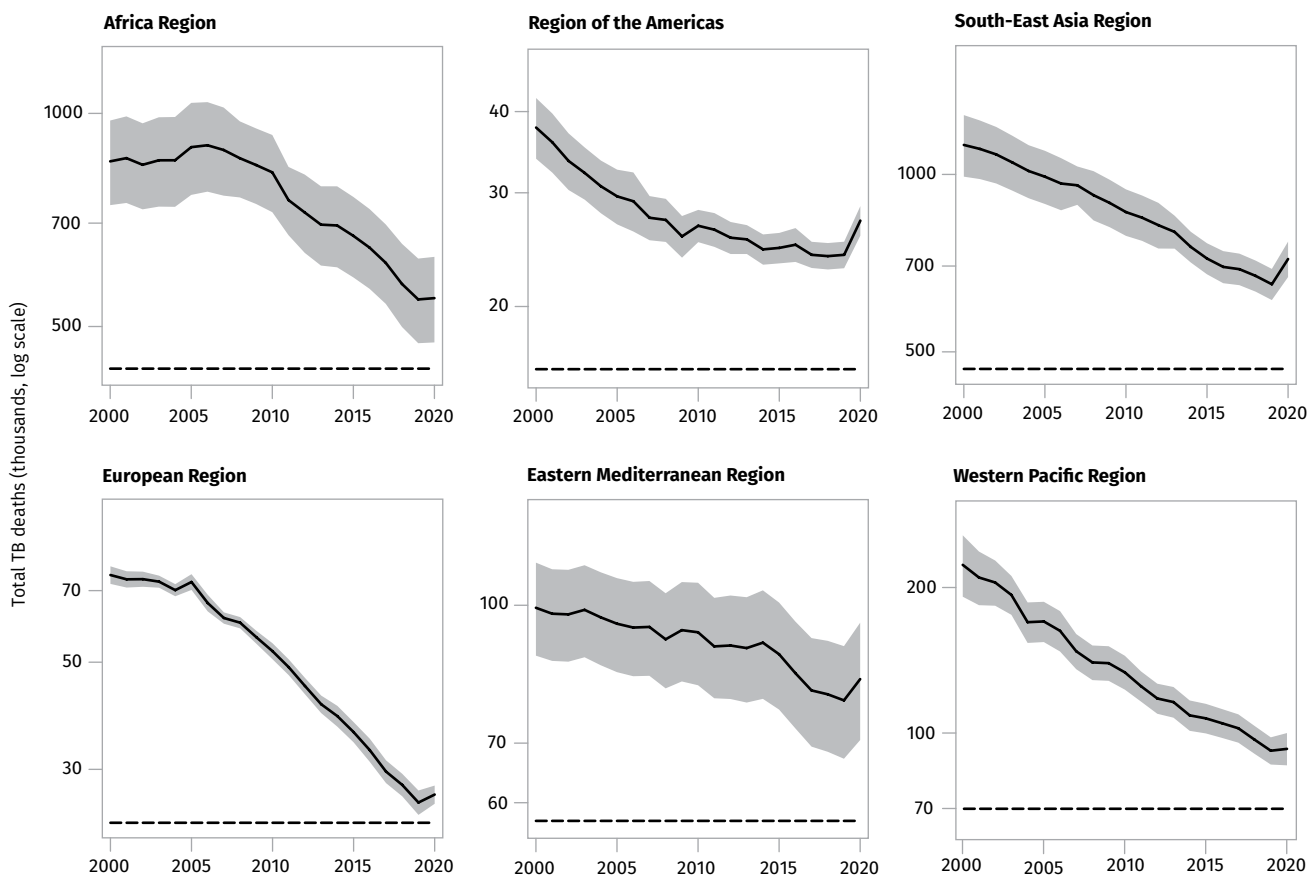 Total TB deaths (thousands, log scale)
Africa Region
1000
700
500
2000 2005 2010 2015 2020
Region of the Americas
40
30
20
2000 2005 2010 2015 2020
South-East Asia Region
1000
700
500
2000 2005 2010 2015 2020
European Region
70
50
30
2000 2005 2010 2015 2020
Eastern Mediterranean Region
100
70
60
2000 2005 2010 2015 2020
Western Pacific Region
200
100
70
2000 2005 2010 2015 2020